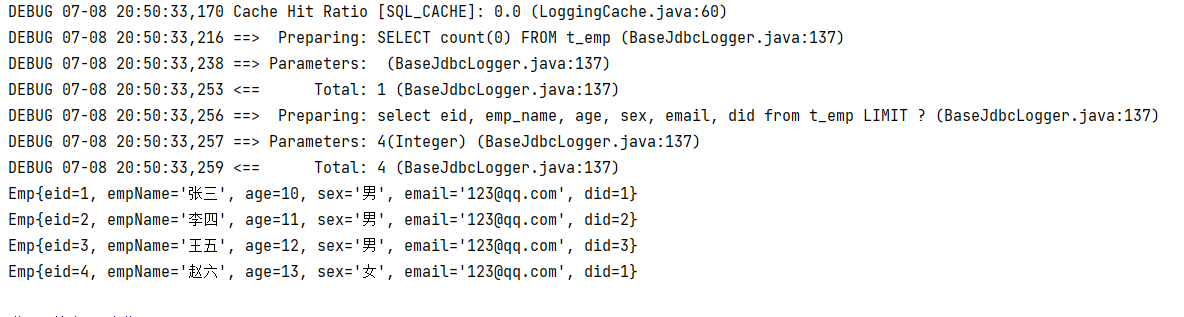 DEBUG 07-08 20:50:33,170 Cache Hit Ratio [SQL_CACHE]: 0.0 (LoggingCache.java:60)
DEBUG 07-08 20:50:33,216 ==>  Preparing: SELECT count(0) FROM t_emp (BaseJdbcLogger.java:137)
DEBUG 07-08 20:50:33,238 ==> Parameters:  (BaseJdbcLogger.java:137)
DEBUG 07-08 20:50:33,253 <==      Total: 1 (BaseJdbcLogger.java:137)
DEBUG 07-08 20:50:33,256 ==>  Preparing: select eid, emp_name, age, sex, email, did from t_emp LIMIT ? (BaseJdbcLogger.java:137)
DEBUG 07-08 20:50:33,257 ==> Parameters: 4(Integer) (BaseJdbcLogger.java:137)
DEBUG 07-08 20:50:33,259 <==      Total: 4 (BaseJdbcLogger.java:137)
Emp{eid=1, empName='张三', age=10, sex='男', email='123@qq.com', did=1}
Emp{eid=2, empName='李四', age=11, sex='男', email='123@qq.com', did=2}
Emp{eid=3, empName='王五', age=12, sex='男', email='123@qq.com', did=3}
Emp{eid=4, empName='赵六', age=13, sex='女', email='123@qq.com', did=1}